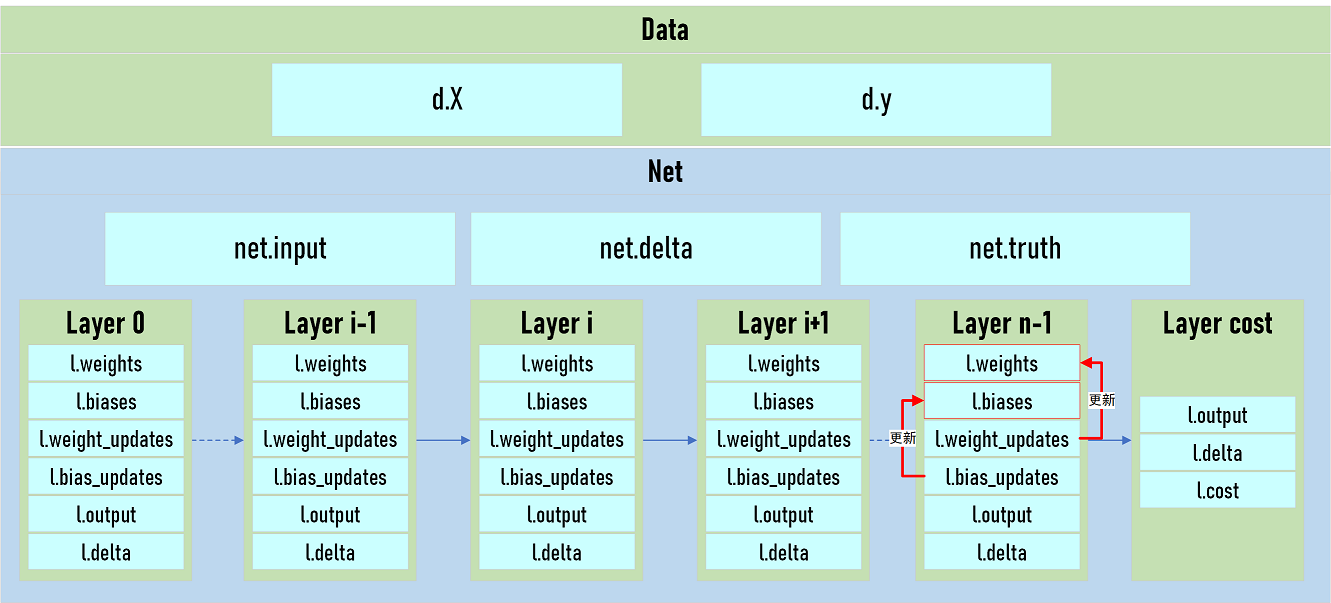 Data
d.X
d.y
Net
net.input
net.delta
net.truth
Layer 0
l.weights
l.biases
l.weight_updates
l.bias_updates
l.output
l.delta
Layer i-1
l.weights
l.biases
l.weight_updates
l.bias_updates
l.output
l.delta
Layer i
l.weights
l.biases
l.weight_updates
l.bias_updates
l.output
l.delta
Layer i+1
l.weights
l.biases
l.weight_updates
l.bias_updates
l.output
l.delta
更新
Layer n-1
l.weights
l.biases
l.weight_updates
l.bias_updates
l.output
l.delta
更新
Layer cost
l.output
l.delta
l.cost